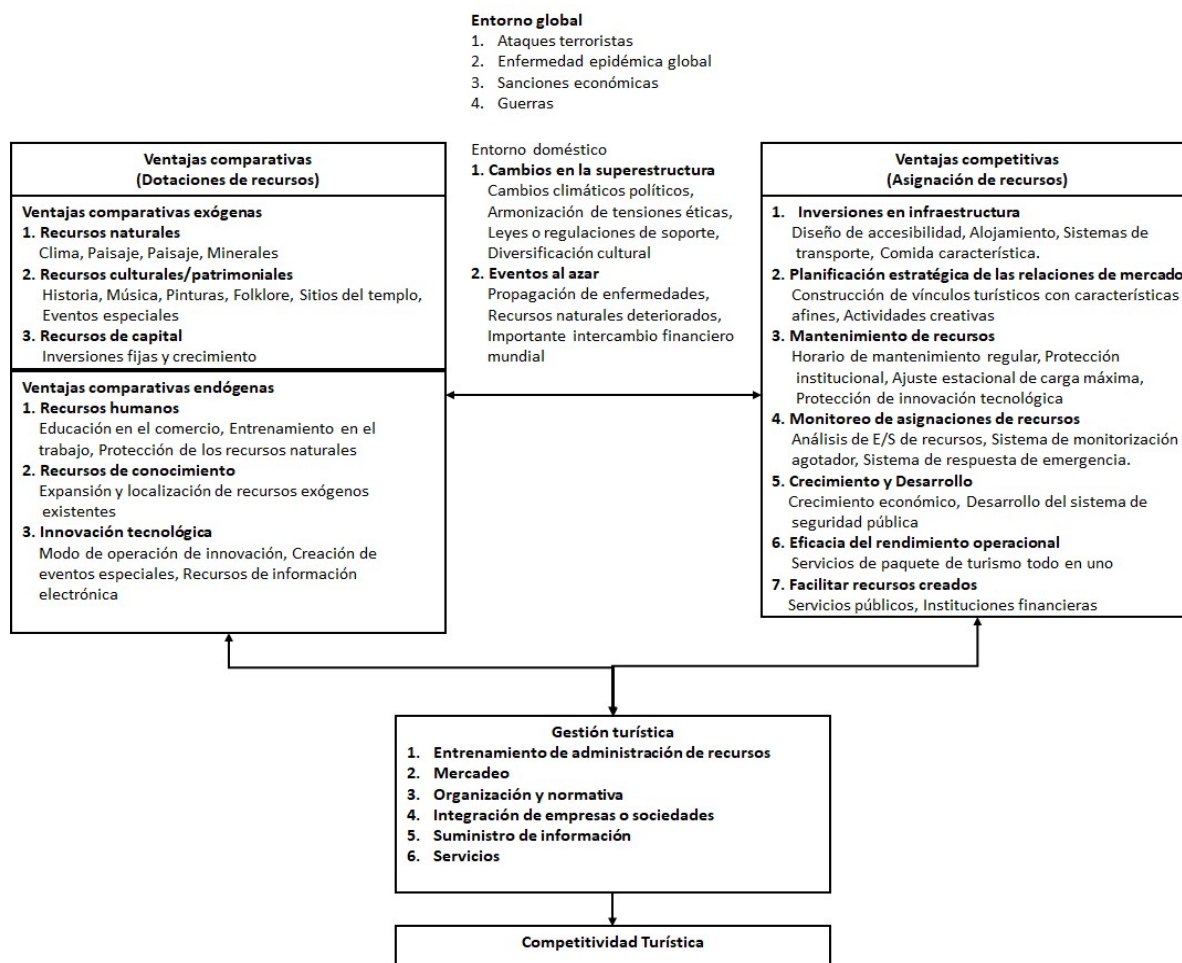 Entorno global
1. Ataques terroristas
2. Enfermedad epidémica global
3. Sanciones económicas
4. Guerras
Entorno doméstico
1. Cambios en la superestructura
Cambios climáticos políticos,
Armonización de tensiones éticas,
Leyes o regulaciones de soporte,
Diversificación cultural
2. Eventos al azar
Propagación de enfermedades,
Recursos naturales deteriorados,
Importante intercambio financiero
mundial
Ventajas comparativas
(Dotaciones de recursos)
Ventajas comparativas exógenas
1. Recursos naturales
Clima, Paisaje, Paisaje, Minerales
2. Recursos culturales/patrimoniales
Historia, Música, Pinturas, Folklore, Sitios del templo,
Eventos especiales
3. Recursos de capital
Inversiones fijas y crecimiento
Ventajas comparativas endógenas
1. Recursos humanos
Educación en el comercio, Entrenamiento en el
trabajo, Protección de los recursos naturales
2. Recursos de conocimiento
Expansión y localización de recursos exógenos
existentes
3. Innovación tecnológica
Modo de operación de innovación, Creación de
eventos especiales, Recursos de información
electrónica
Ventajas competitivas
(Asignación de recursos)
1. Inversiones en infraestructura
Diseño de accesibilidad, Alojamiento, Sistemas de
transporte, Comida característica.
2. Planificación estratégica de las relaciones de mercado
Construcción de vínculos turísticos con características
afines, Actividades creativas
3. Mantenimiento de recursos
Horario de mantenimiento regular, Protección
institucional, Ajuste estacional de carga máxima,
Protección de innovación tecnológica
4. Monitoreo de asignaciones de recursos
Análisis de E/S de recursos, Sistema de monitorización
agotador, Sistema de respuesta de emergencia.
5. Crecimiento y Desarrollo
Crecimiento económico, Desarrollo del sistema de
seguridad pública
6. Eficacia del rendimiento operacional
Servicios de paquete de turismo todo en uno
7. Facilitar recursos creados
Servicios públicos, Instituciones financieras
Gestión turística
1. Entrenamiento de administración de recursos
2. Mercadeo
3. Organización y normativa
4. Integración de empresas o sociedades
5. Suministro de información
6. Servicios
Competitividad Turística